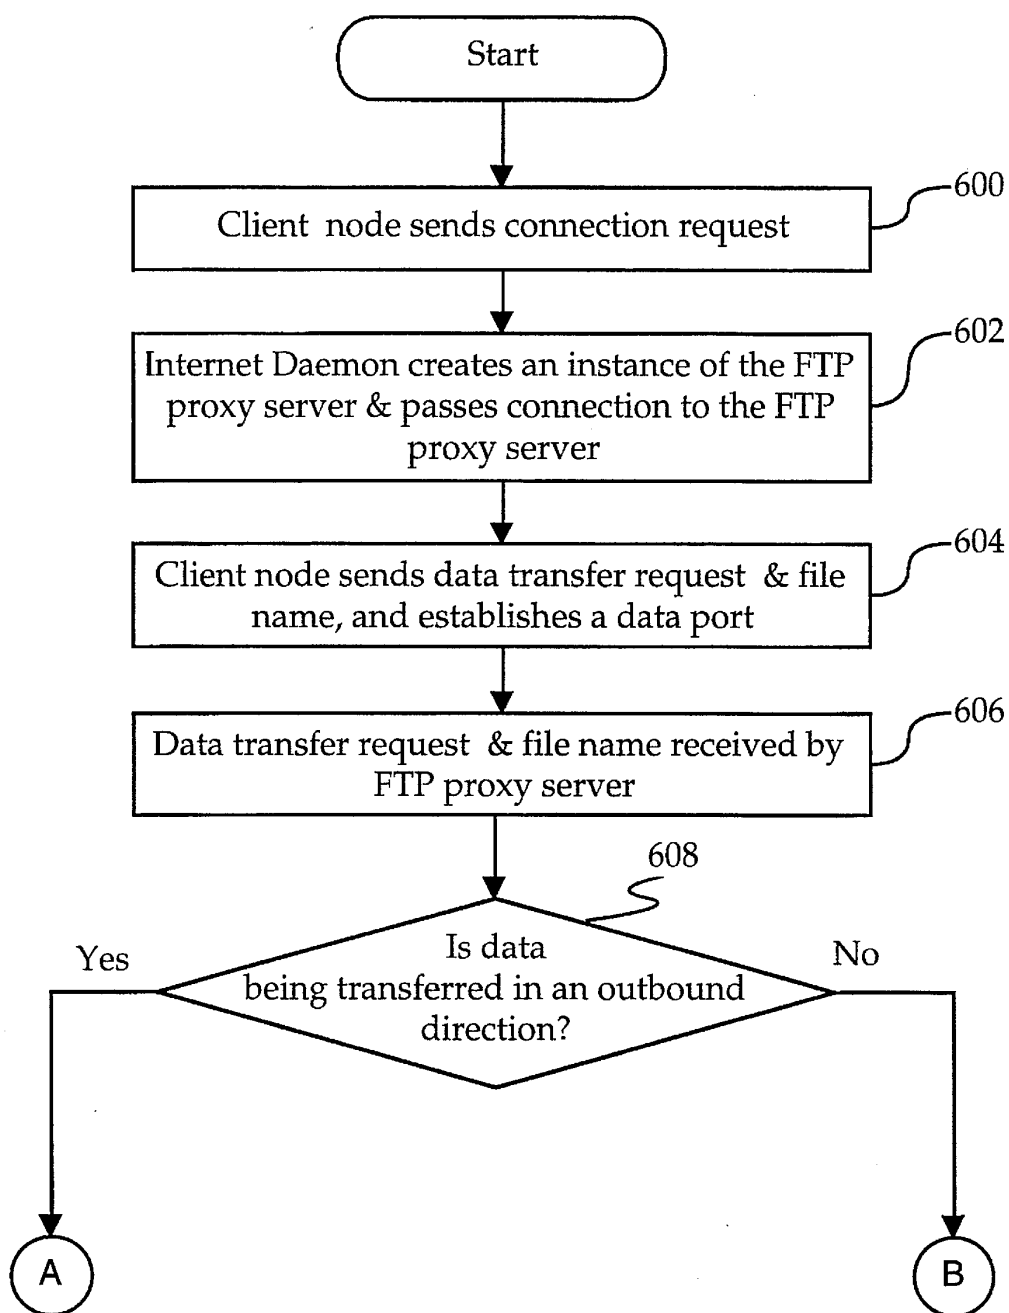 Start
600
Client node sends connection request
602
Internet Daemon creates an instance of the FTP
proxy server & passes connection to the FTP
proxy server
604
Client node sends data transfer request & file
name, and establishes a data port
606
Data transfer request & file name received by
FTP proxy server
608
Yes
Is data
being transferred in an outbound
direction?
No
A
B